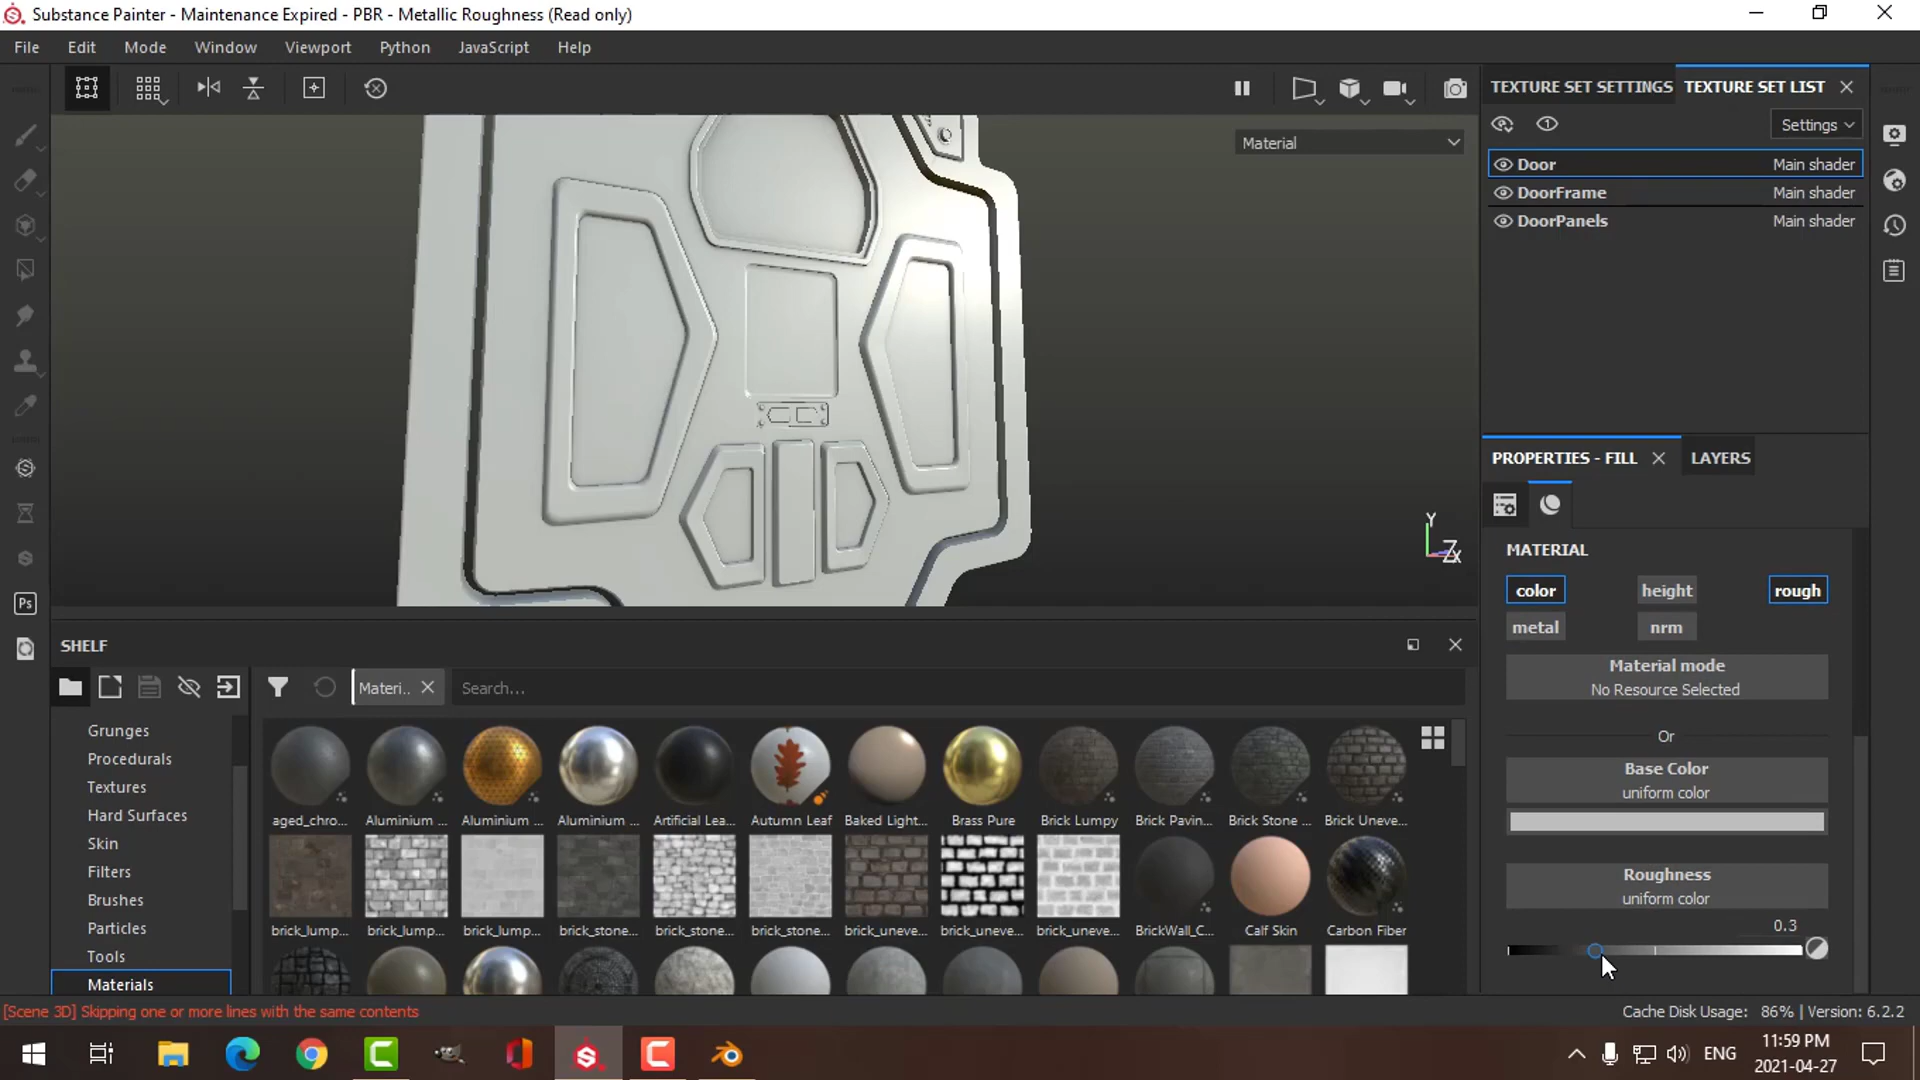 Substance Painter - Maintenance Expired - PBR - Metallic Roughness (Read only)
File Edit Mode Window Viewport Python JavaScript Help
Material
TEXTURE SET SETTINGS TEXTURE SET LIST
Settings
Door Main shader
DoorFrame Main shader
DoorPanels Main shader
Y
Z X
PROPERTIES - FILL LAYERS
MATERIAL
color height rough
metal nrm
Material mode
No Resource Selected
Or
Base Color
uniform color
Roughness
uniform color
0.3
SHELF
Materi..
Search...
Grunges
Procedurals
Textures
Hard Surfaces
Skin
Filters
Brushes
Particles
Tools
Materials
aged_chro... Aluminium ... Aluminium ... Aluminium ... Artificial Lea... Autumn Leaf Baked Light... Brass Pure Brick Lumpy Brick Pavin... Brick Stone ... Brick Uneve...
brick_lump... brick_lump... brick_lump... brick_stone... brick_stone... brick_stone... brick_uneve... brick_uneve... brick_uneve... BrickWall_C... Calf Skin Carbon Fiber
Ps
[Scene 3D] Skipping one or more lines with the same contents
Cache Disk Usage: 86% | Version: 6.2.2
ENG
11:59 PM
2021-04-27